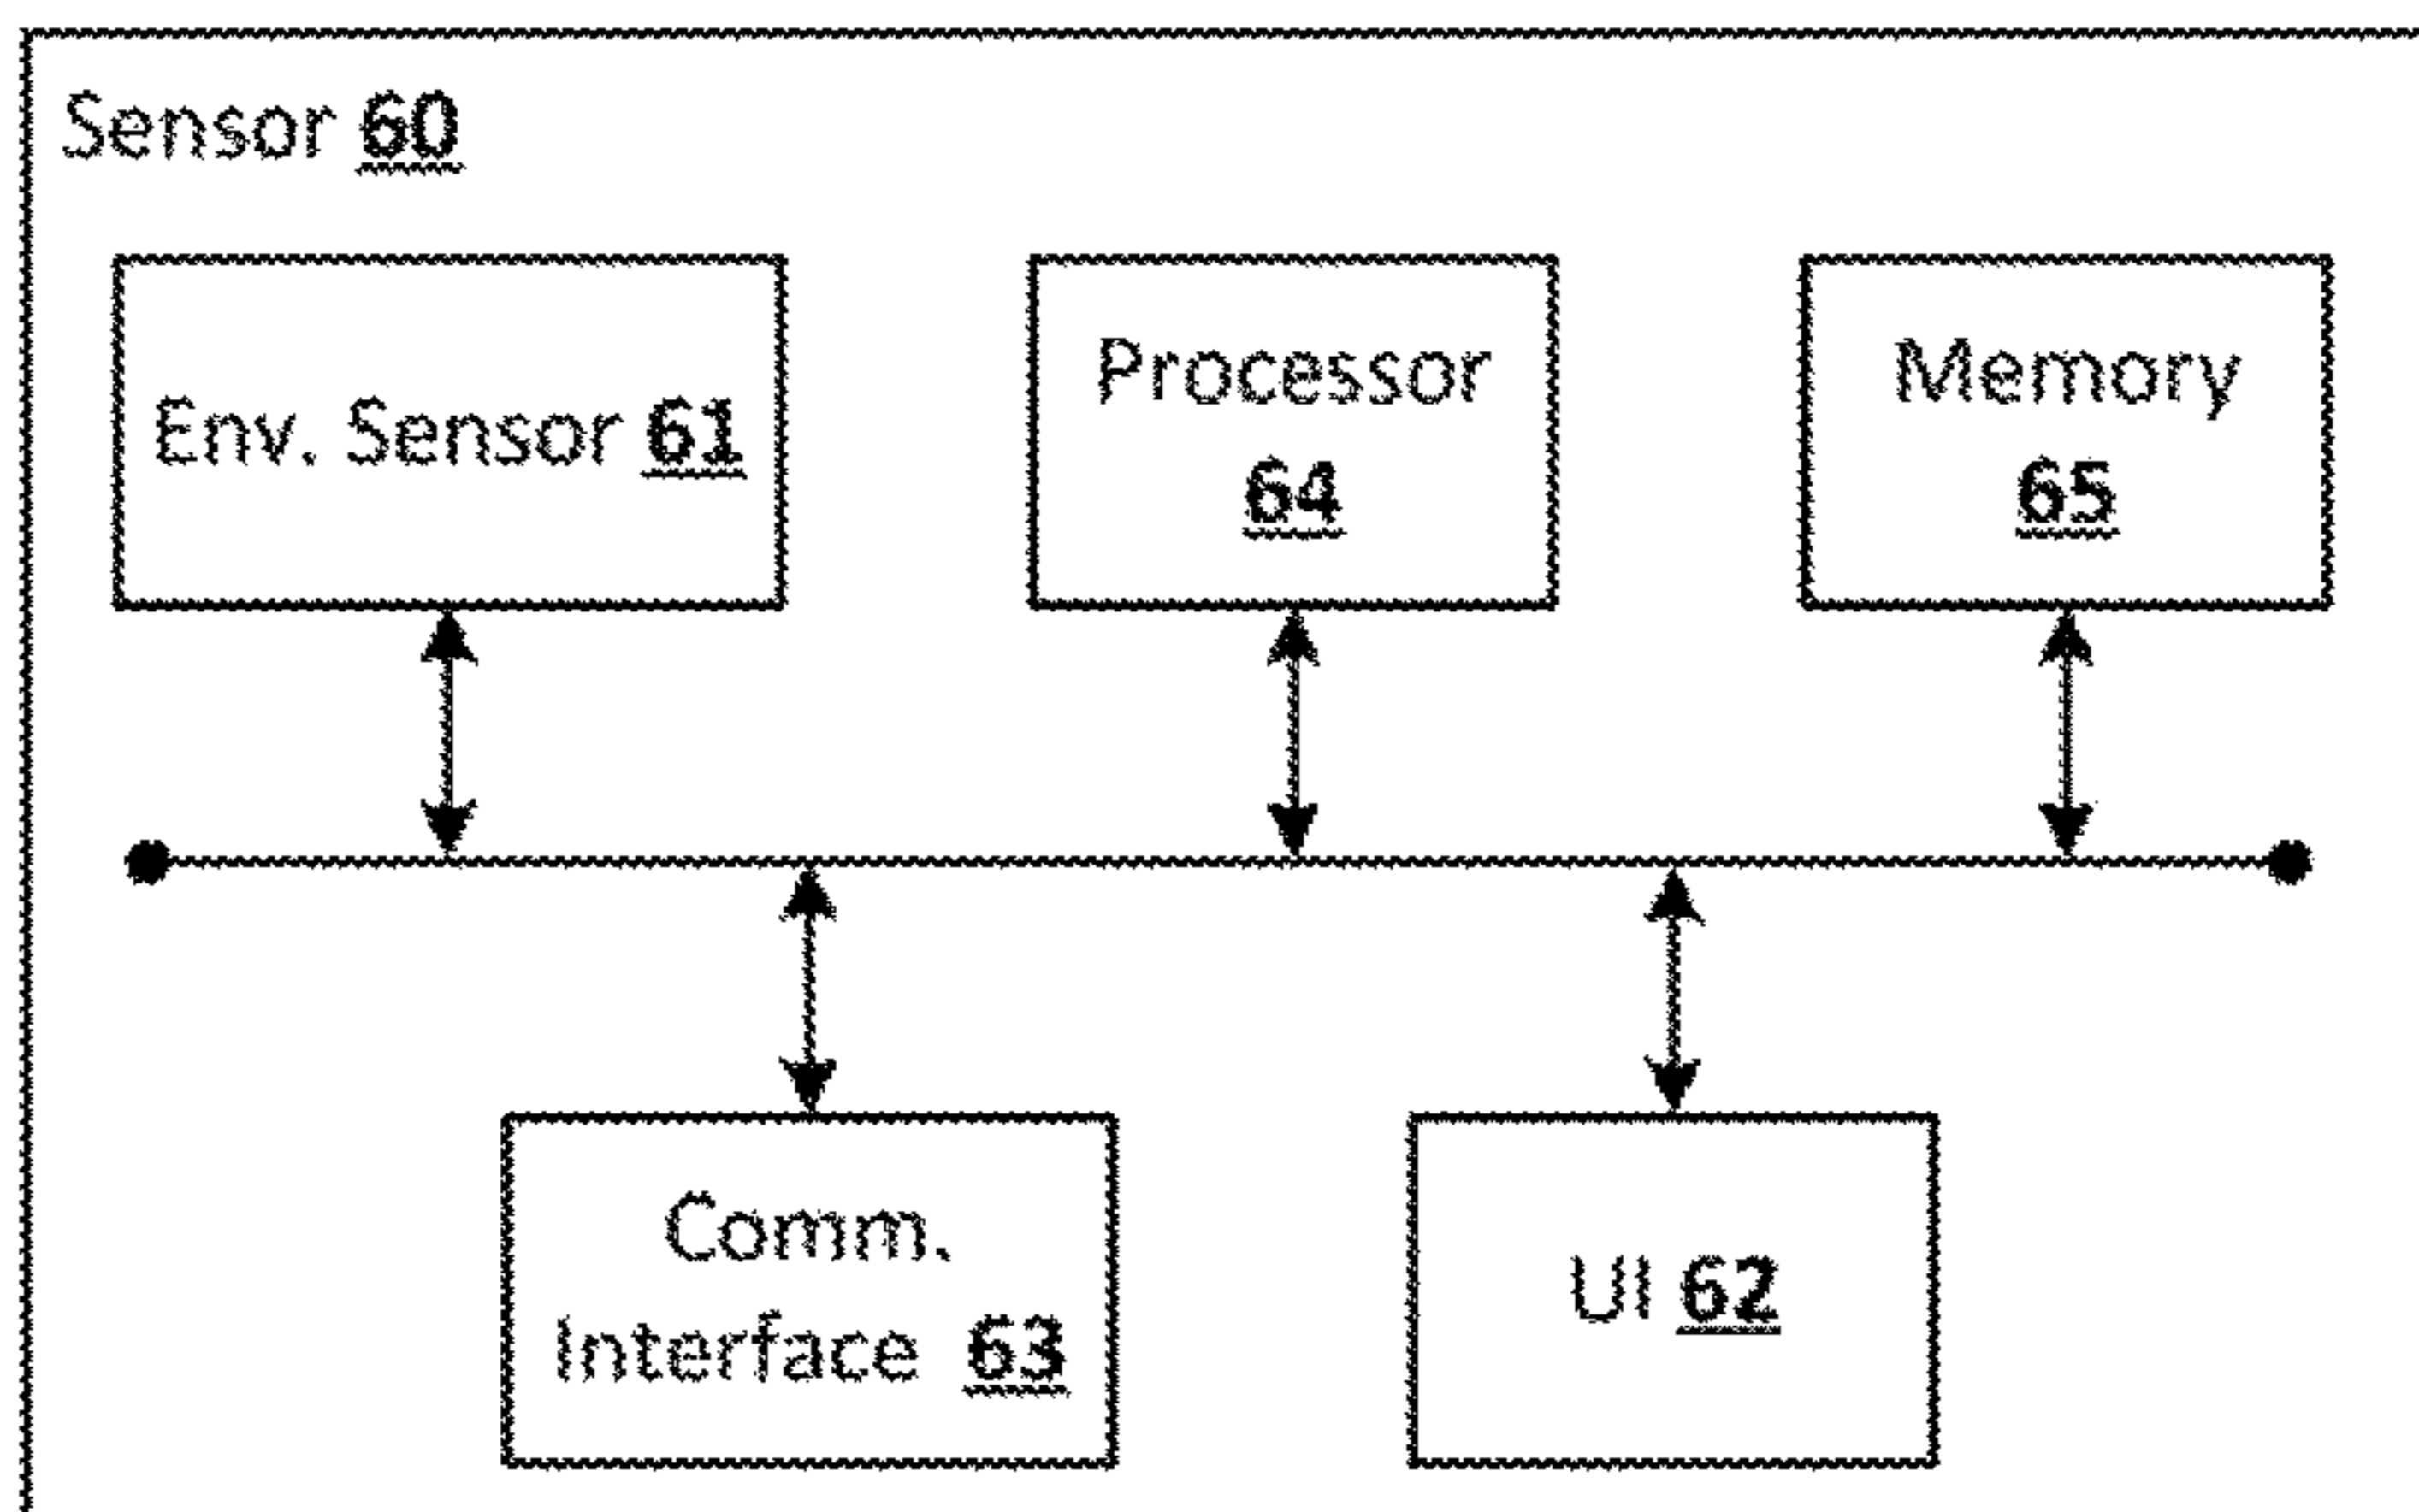 Sensor 60
Env. Sensor 61
Processor
64
Memory
65
Comm.
Interface 63
UI 62